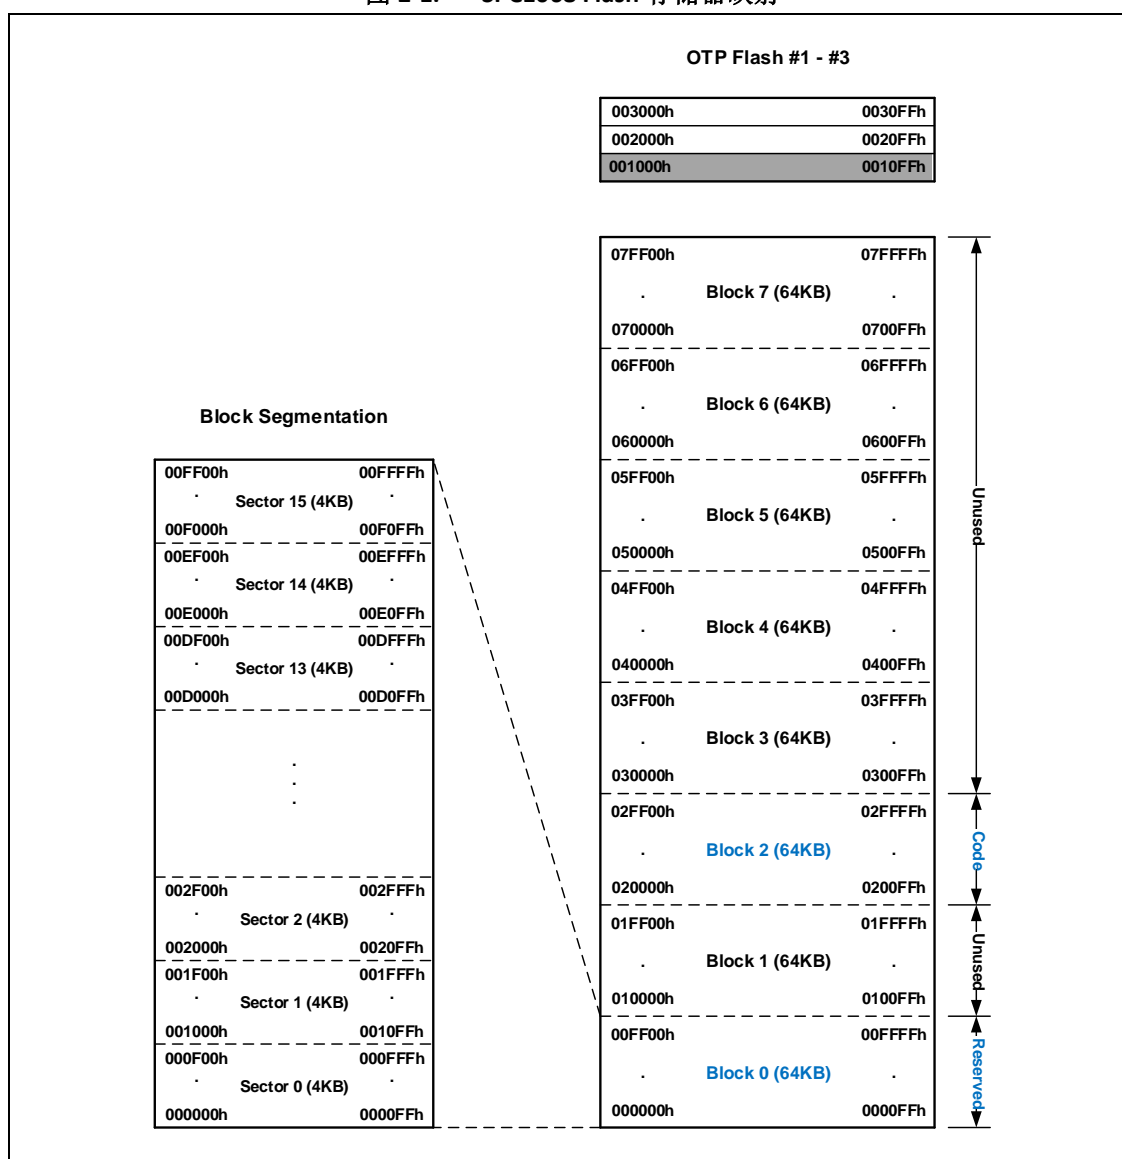 OTP Flash #1 - #3
003000h 0030FFh
002000h 0020FFh
001000h 0010FFh
07FF00h 07FFFFh
. Block 7 (64KB) .
070000h 0700FFh
06FF00h 06FFFFh
. Block 6 (64KB) .
060000h 0600FFh
05FF00h 05FFFFh
. Block 5 (64KB) .
050000h 0500FFh
04FF00h 04FFFFh
. Block 4 (64KB) .
040000h 0400FFh
03FF00h 03FFFFh
. Block 3 (64KB) .
030000h 0300FFh
02FF00h 02FFFFh
. Block 2 (64KB) .
020000h 0200FFh
01FF00h 01FFFFh
. Block 1 (64KB) .
010000h 0100FFh
00FF00h 00FFFFh
. Block 0 (64KB) .
000000h 0000FFh
Unused
Code
Unused
Reserved
Block Segmentation
00FF00h 00FFFFh
. Sector 15 (4KB) .
00F000h 00F0FFh
00EF00h 00EFFFh
. Sector 14 (4KB) .
00E000h 00E0FFh
00DF00h 00DFFFh
. Sector 13 (4KB) .
00D000h 00D0FFh
.
.
.
002F00h 002FFFh
. Sector 2 (4KB) .
002000h 0020FFh
001F00h 001FFFh
. Sector 1 (4KB) .
001000h 0010FFh
000F00h 000FFFh
. Sector 0 (4KB) .
000000h 0000FFh